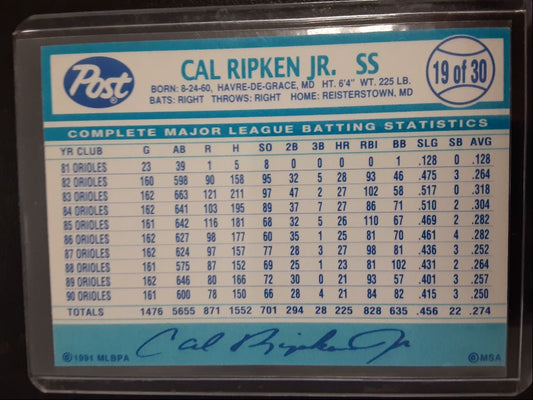 Post
CAL RIPKEN JR. SS
19 of 30
BORN: 8-24-60, HAVRE-DE-GRACE, MD HT. 6'4" WT. 225 LB.
BATS: RIGHT THROWS: RIGHT HOME: REISTERSTOWN, MD
COMPLETE MAJOR LEAGUE BATTING STATISTICS
YR CLUB G AB R H SO 2B 3B HR RBI BB SLG SB AVG
81 ORIOLES 23 39 1 5 8 0 0 0 0 1 .128 0 .128
82 ORIOLES 160 598 90 158 95 32 5 28 93 46 .475 3 .264
83 ORIOLES 162 663 121 211 97 47 2 27 102 58 .517 0 .318
84 ORIOLES 162 641 103 195 89 37 7 27 86 71 .510 2 .304
85 ORIOLES 161 642 116 181 68 32 5 26 110 67 .469 2 .282
86 ORIOLES 162 627 98 177 60 35 1 25 81 70 .461 4 .282
87 ORIOLES 162 624 97 157 77 28 3 27 98 81 .436 3 .252
88 ORIOLES 161 575 87 152 69 25 1 23 81 102 .431 2 .264
89 ORIOLES 162 646 80 166 72 30 0 21 93 57 .401 3 .257
90 ORIOLES 161 600 78 150 66 28 4 21 84 82 .415 3 .250
TOTALS 1476 5655 871 1552 701 294 28 225 828 635 .456 22 .274
©1991 MLBPA Cal Ripken Jr ©MSA